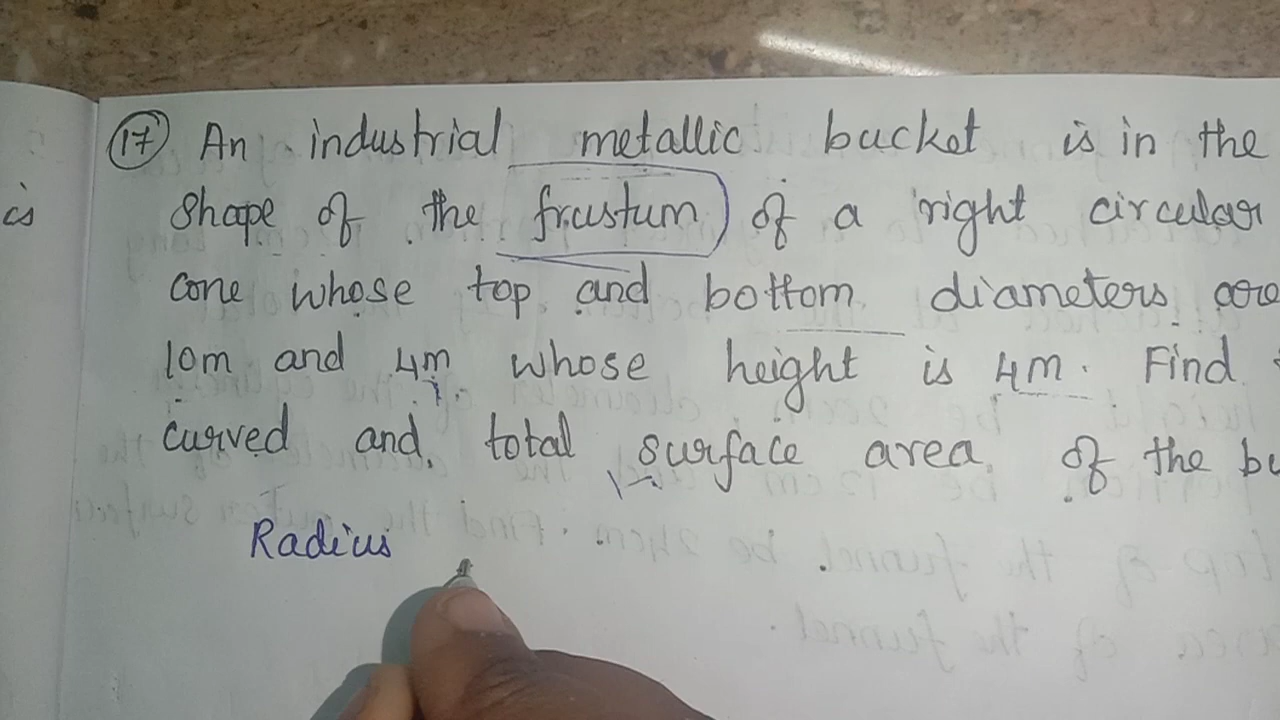 17 An industrial metallic bucket is in the
is shape of the frustum of a right circular
cone whose top and bottom diameters are
10m and 4m whose height is 4m. Find
curved and total surface area of the bu
Radius